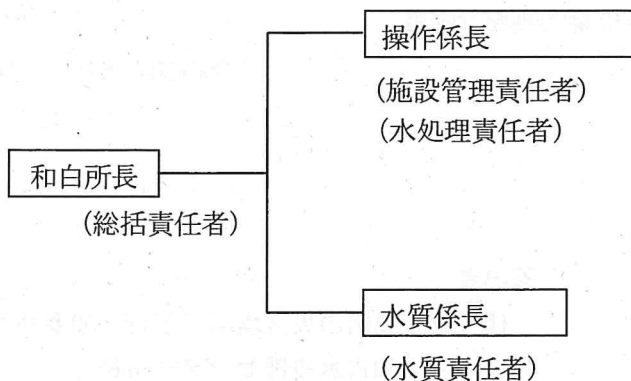 操作係長
(施設管理責任者)
(水処理責任者)
和白所長
(総括責任者)
水質係長
(水質責任者)